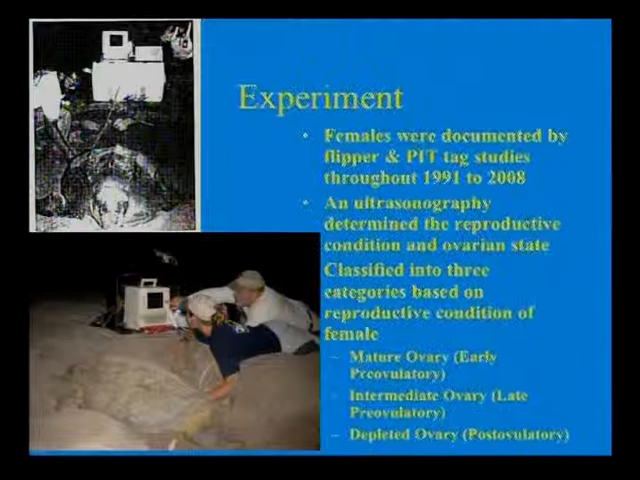 Experiment
• Females were documented by
flipper & PIT tag studies
throughout 1991 to 2008
• An ultrasonography
determined the reproductive
condition and ovarian state
Classified into three
categories based on
reproductive condition of
female
– Mature Ovary (Early
Preovulatory)
– Intermediate Ovary (Late
Preovulatory)
– Depleted Ovary (Postovulatory)